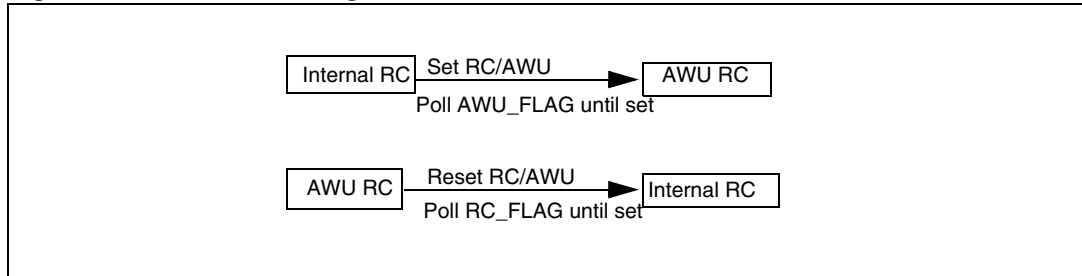 Internal RC
Set RC/AWU
AWU RC
Poll AWU_FLAG until set
AWU RC
Reset RC/AWU
Internal RC
Poll RC_FLAG until set